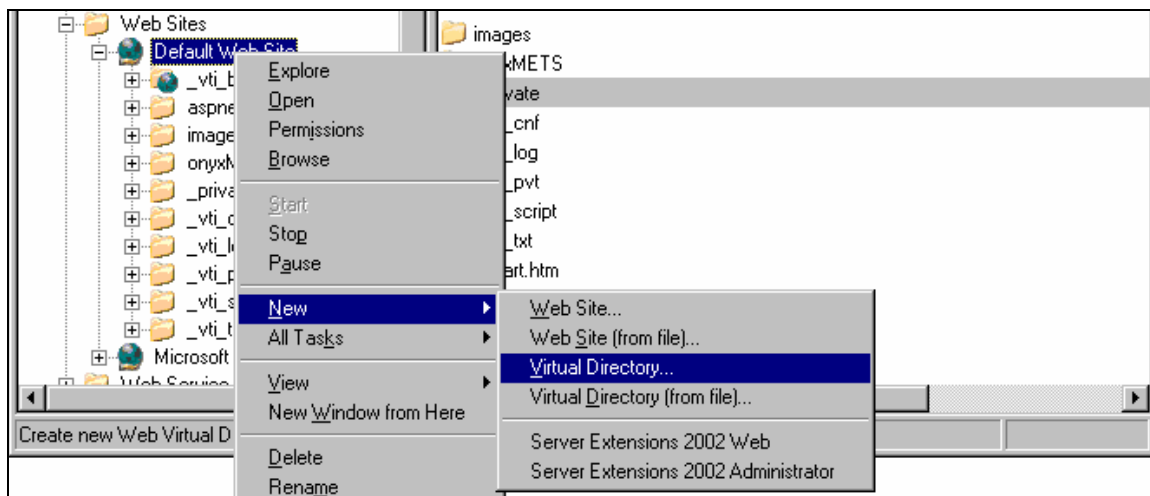 Web Sites
Default Web Site
_vti_b
aspne
image
onyxM
_priva
_vti_c
_vti_l
_vti_p
_vti_s
_vti_t
Microsoft
Web Service
Create new Web Virtual D
Explore
Open
Permissions
Browse
Start
Stop
Pause
New
All Tasks
View
New Window from Here
Delete
Rename
images
METS
vate
_cnf
_log
_pvt
_script
_txt
art.htm
Web Site...
Web Site (from file)...
Virtual Directory...
Virtual Directory (from file)...
Server Extensions 2002 Web
Server Extensions 2002 Administrator